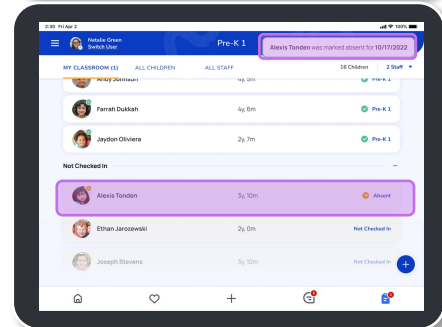 2:30 Fri Apr 2
100%
Natalie Green
Switch User
Pre-K 1
Alexis Tonden was marked absent for 10/17/2022
MY CLASSROOM (1) ALL CHILDREN ALL STAFF 16 Children 2 Staff
Andy Johnson 4y, 5m Pre-K 1
Farrah Dukkah 4y, 6m Pre-K 1
Jaydon Oliviera 2y, 7m Pre-K 1
Not Checked In
Alexis Tonden 3y, 10m Absent
Ethan Jarozewski 2y, 0m Not Checked In
Joseph Stevens 3y, 10m Not Checked In